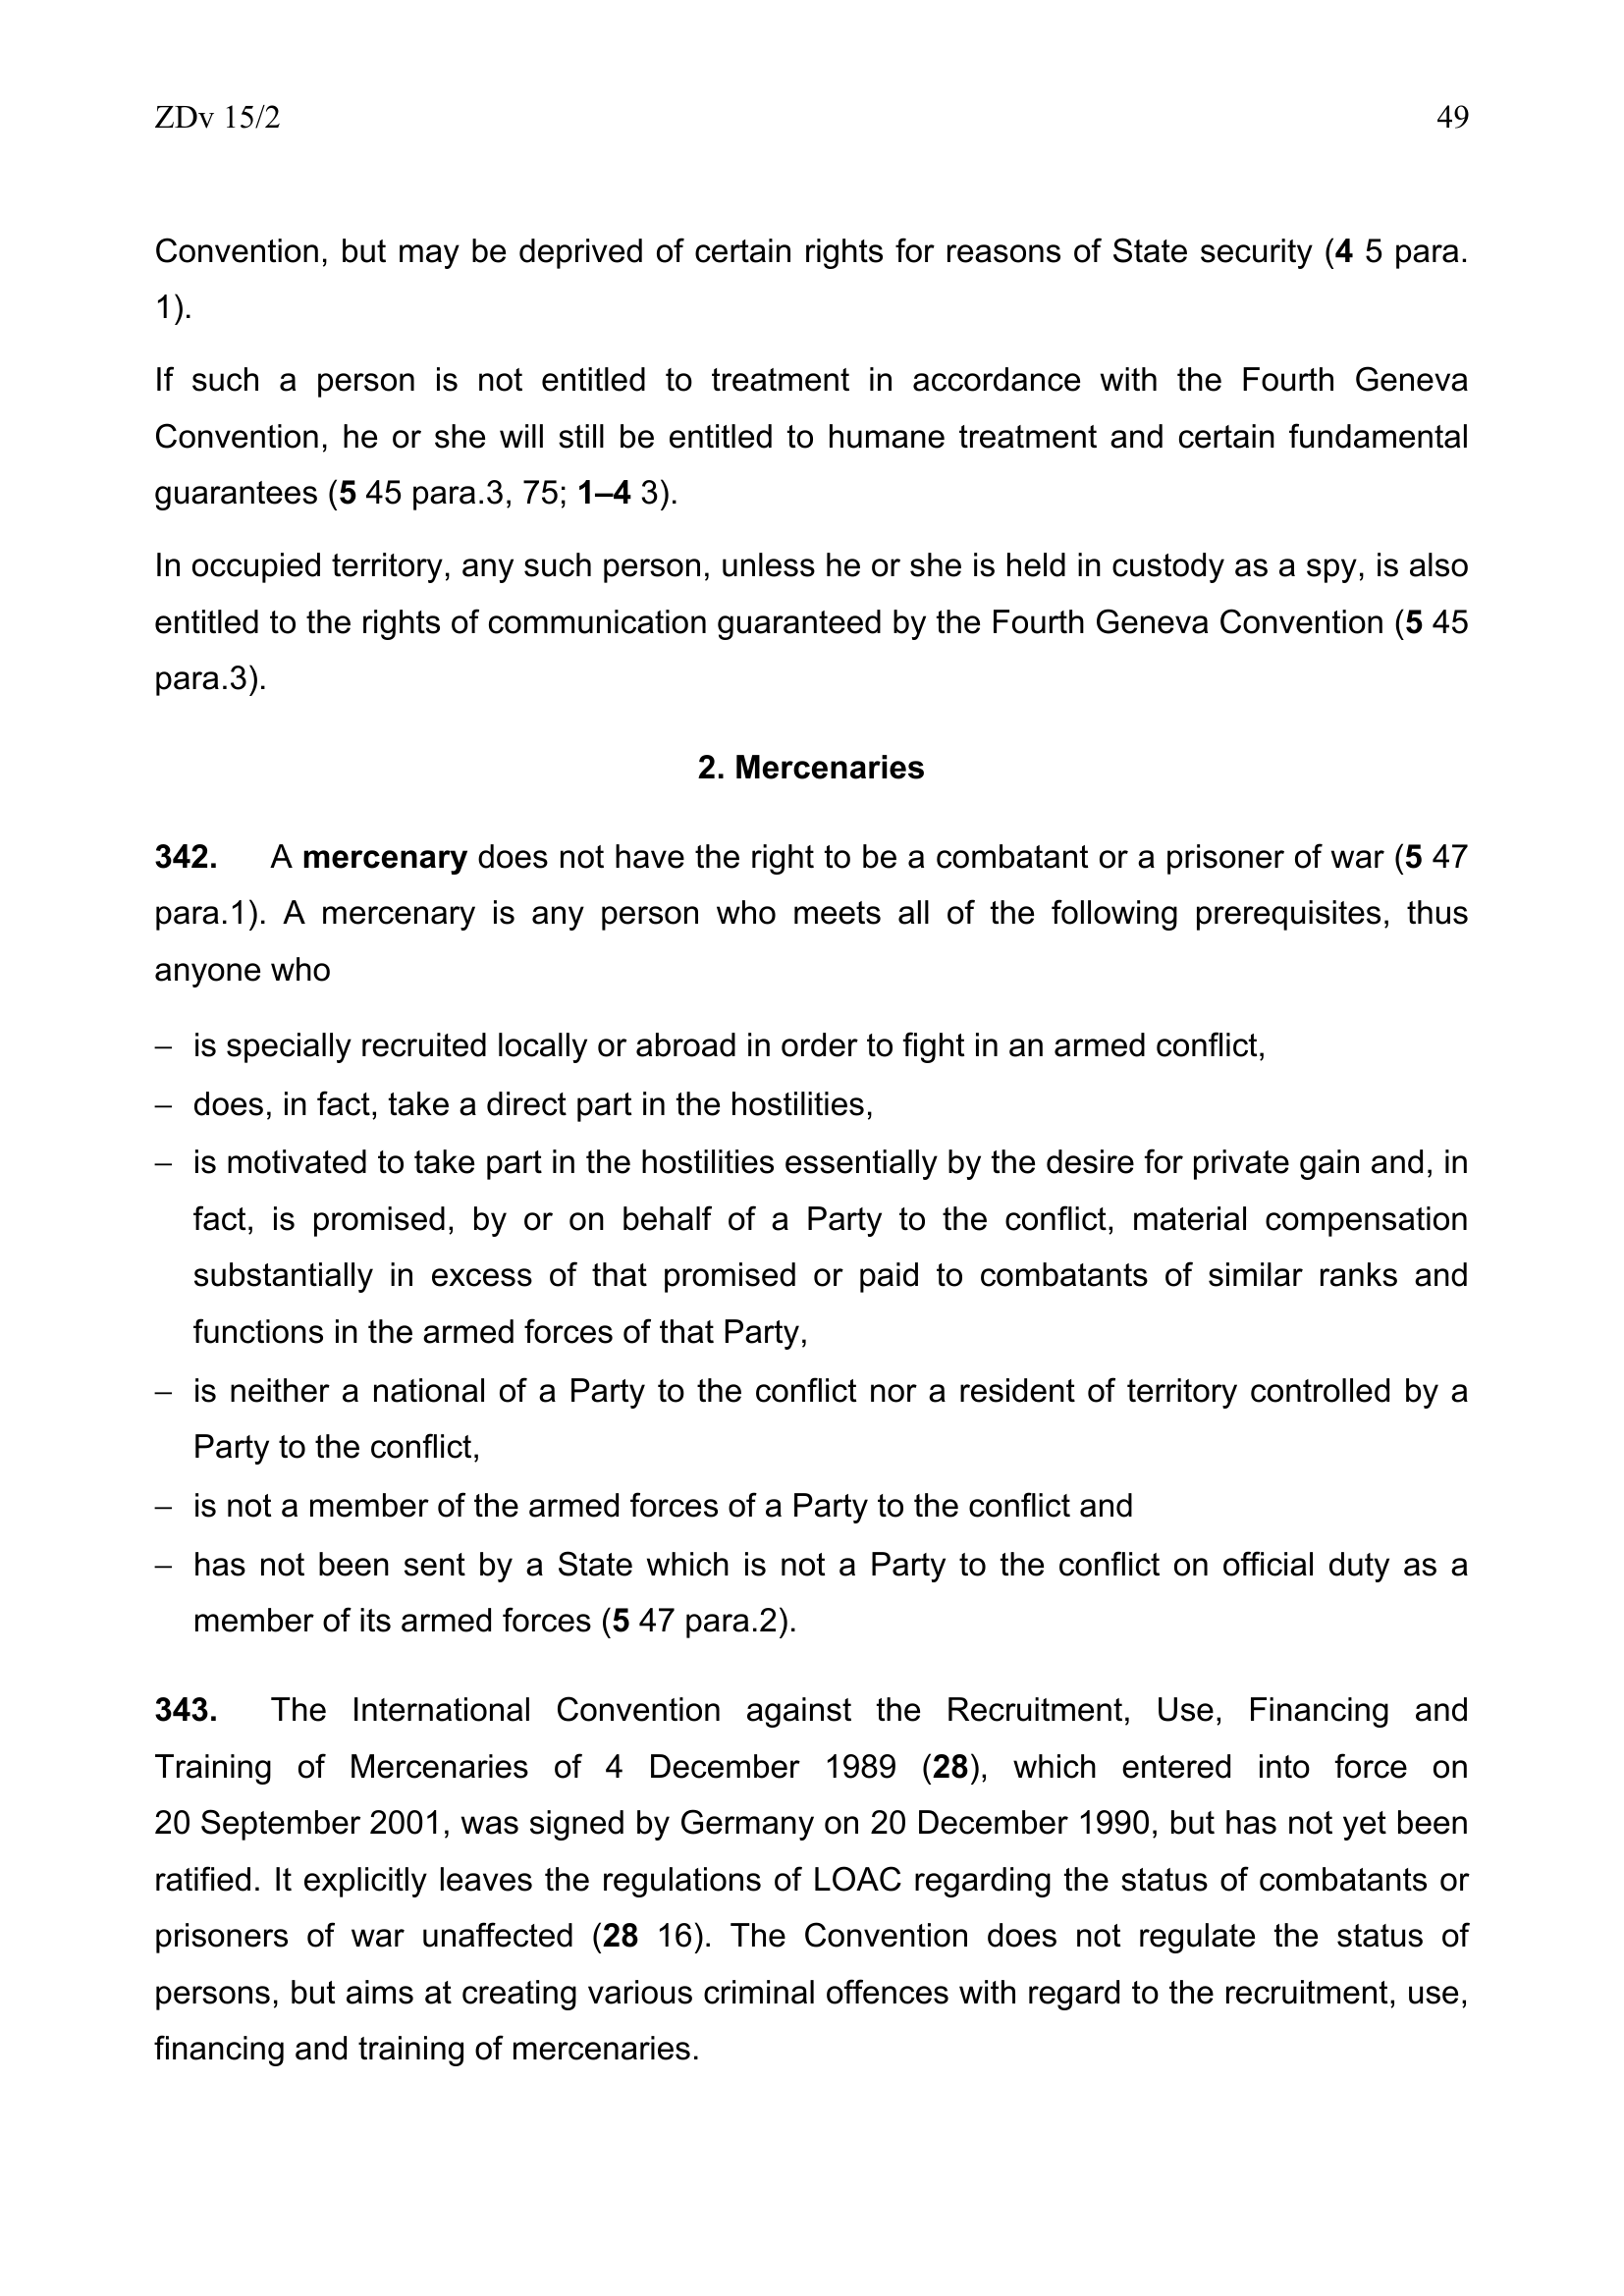 ZDv 15/2 49
Convention, but may be deprived of certain rights for reasons of State security (4 5 para.
1).
If such a person is not entitled to treatment in accordance with the Fourth Geneva
Convention, he or she will still be entitled to humane treatment and certain fundamental
guarantees (5 45 para.3, 75; 1–4 3).
In occupied territory, any such person, unless he or she is held in custody as a spy, is also
entitled to the rights of communication guaranteed by the Fourth Geneva Convention (5 45
para.3).
2. Mercenaries
342. A mercenary does not have the right to be a combatant or a prisoner of war (5 47
para.1). A mercenary is any person who meets all of the following prerequisites, thus
anyone who
– is specially recruited locally or abroad in order to fight in an armed conflict,
– does, in fact, take a direct part in the hostilities,
– is motivated to take part in the hostilities essentially by the desire for private gain and, in
fact, is promised, by or on behalf of a Party to the conflict, material compensation
substantially in excess of that promised or paid to combatants of similar ranks and
functions in the armed forces of that Party,
– is neither a national of a Party to the conflict nor a resident of territory controlled by a
Party to the conflict,
– is not a member of the armed forces of a Party to the conflict and
– has not been sent by a State which is not a Party to the conflict on official duty as a
member of its armed forces (5 47 para.2).
343. The International Convention against the Recruitment, Use, Financing and
Training of Mercenaries of 4 December 1989 (28), which entered into force on
20 September 2001, was signed by Germany on 20 December 1990, but has not yet been
ratified. It explicitly leaves the regulations of LOAC regarding the status of combatants or
prisoners of war unaffected (28 16). The Convention does not regulate the status of
persons, but aims at creating various criminal offences with regard to the recruitment, use,
financing and training of mercenaries.